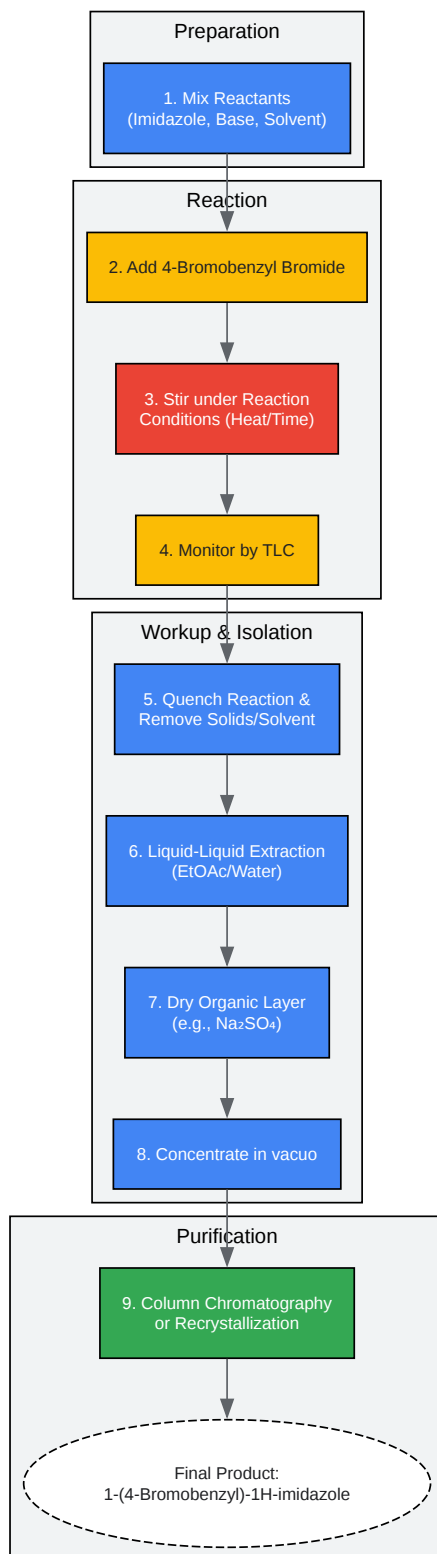 Preparation
1. Mix Reactants
(Imidazole, Base, Solvent)
Reaction
2. Add 4-Bromobenzyl Bromide
3. Stir under Reaction
Conditions (Heat/Time)
4. Monitor by TLC
Workup & Isolation
5. Quench Reaction &
Remove Solids/Solvent
6. Liquid-Liquid Extraction
(EtOAc/Water)
7. Dry Organic Layer
(e.g., Na₂SO₄)
8. Concentrate in vacuo
Purification
9. Column Chromatography
or Recrystallization
Final Product:
1-(4-Bromobenzyl)-1H-imidazole